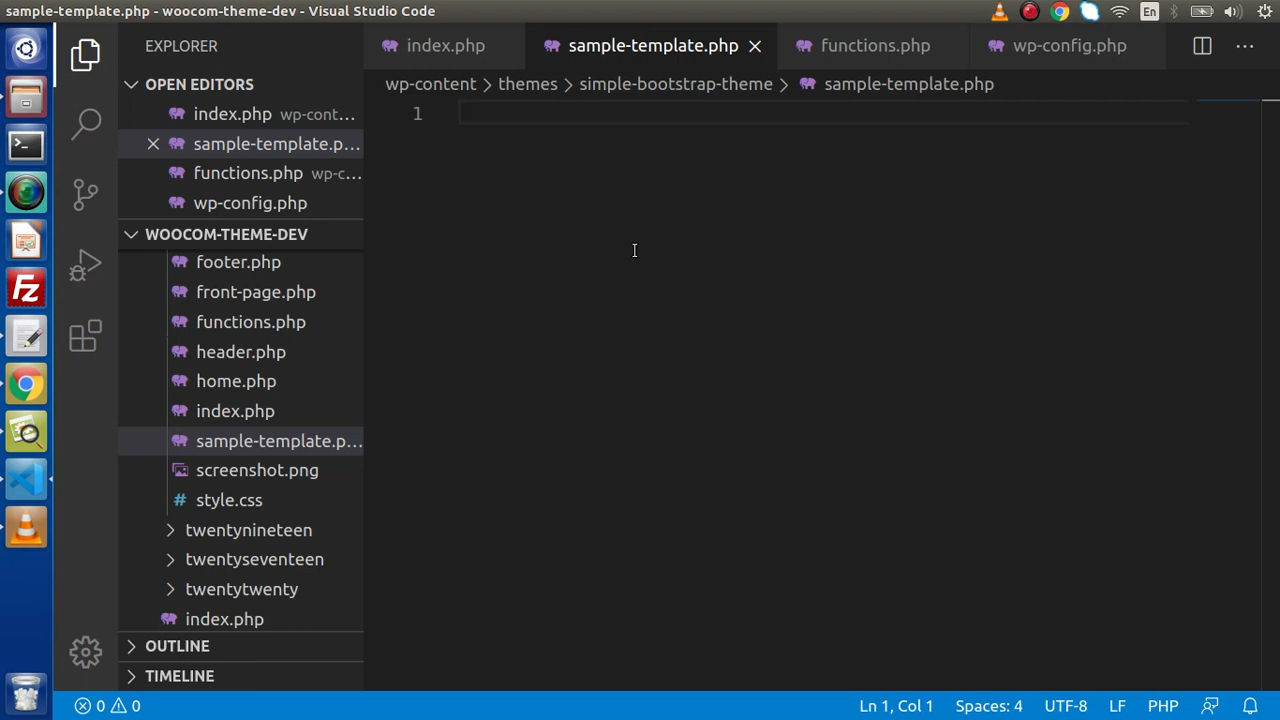 sample-template.php - woocom-theme-dev - Visual Studio Code
En
EXPLORER
OPEN EDITORS
index.php wp-cont...
sample-template.p...
functions.php wp-c...
wp-config.php
WOOCOM-THEME-DEV
footer.php
front-page.php
functions.php
header.php
home.php
index.php
sample-template.p...
screenshot.png
# style.css
twentynineteen
twentyseventeen
twentytwenty
index.php
OUTLINE
TIMELINE
index.php
sample-template.php
functions.php
wp-config.php
wp-content > themes > simple-bootstrap-theme > sample-template.php
1
Fz
0 0
Ln 1, Col 1
Spaces: 4
UTF-8
LF
PHP